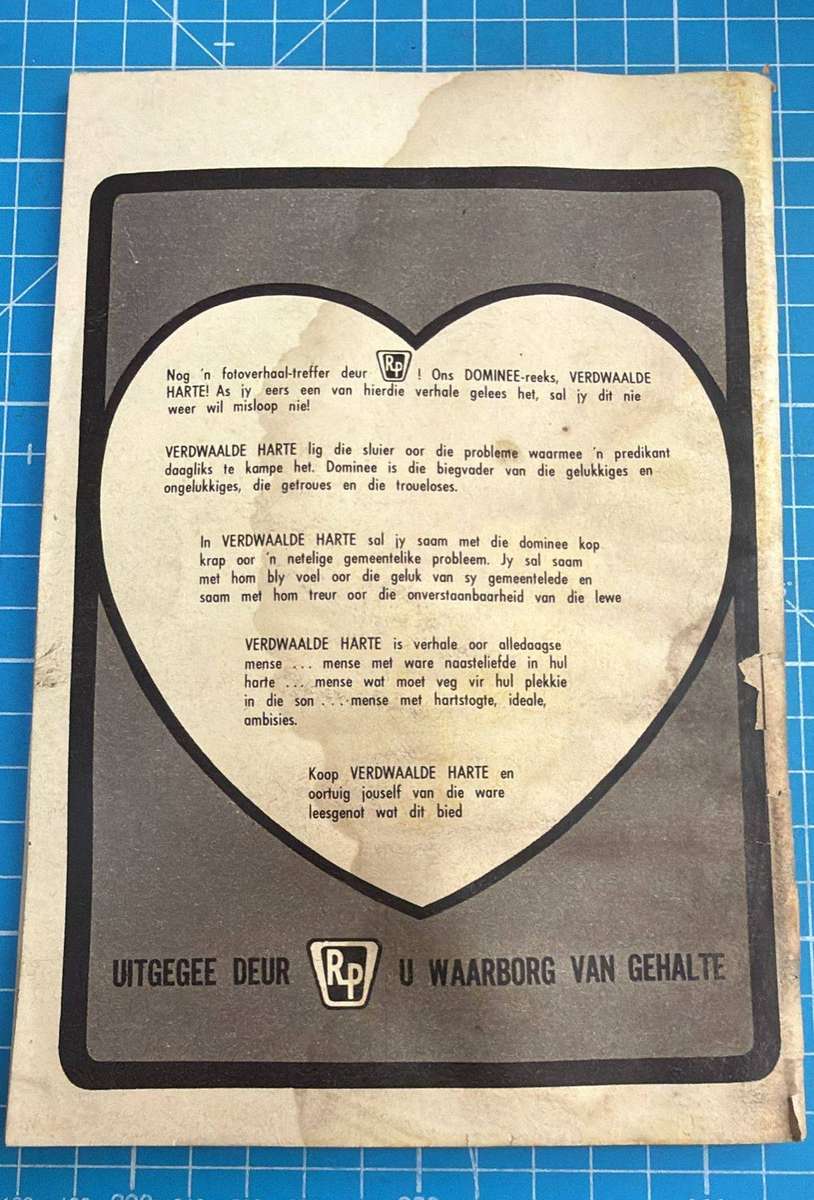 Nog 'n fotoverhaal-treffer deur RP ! Ons DOMINEE-reeks, VERDWAALDE
HARTE! As jy eers een van hierdie verhale gelees het, sal jy dit nie
weer wil misloop nie!
VERDWAALDE HARTE lig die sluier oor die probleme waarmee 'n predikant
daagliks te kampe het. Dominee is die biegvader van die gelukkiges en
ongelukkiges, die getroues en die troueloses.
In VERDWAALDE HARTE sal jy saam met die dominee kop
krap oor 'n netelige gemeentelike probleem. Jy sal saam
met hom bly voel oor die geluk van sy gemeentelede en
saam met hom treur oor die onverstaanbaarheid van die lewe
VERDWAALDE HARTE is verhale oor alledaagse
mense ... mense met ware naasteliefde in hul
harte ... mense wat moet veg vir hul plekkie
in die son ... mense met hartstogte, ideale,
ambisies.
Koop VERDWAALDE HARTE en
oortuig jouself van die ware
leesgenot wat dit bied
UITGEGEE DEUR RP U WAARBORG VAN GEHALTE